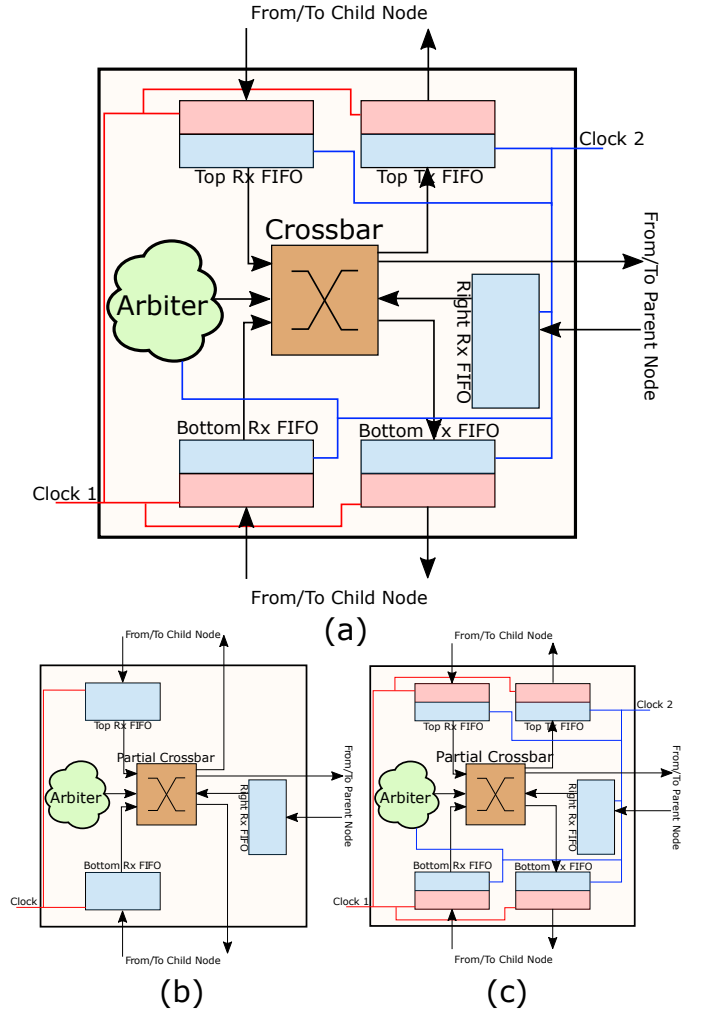 From/To Child Node
Clock 2
Top Rx FIFO
Top Tx FIFO
Crossbar
From/To Parent Node
Arbiter
Right Rx FIFO
Bottom Rx FIFO
Bottom Tx FIFO
Clock 1
From/To Child Node
(a)
From/To Child Node
Top Rx FIFO
Partial Crossbar
From/To Parent Node
Arbiter
Right Rx FIFO
Bottom Rx FIFO
Clock
From/To Child Node
(b)
From/To Child Node
Clock 2
Top Rx FIFO
Top Tx FIFO
Partial Crossbar
From/To Parent Node
Arbiter
Right Rx FIFO
Bottom Rx FIFO
Bottom Tx FIFO
Clock 1
From/To Child Node
(c)